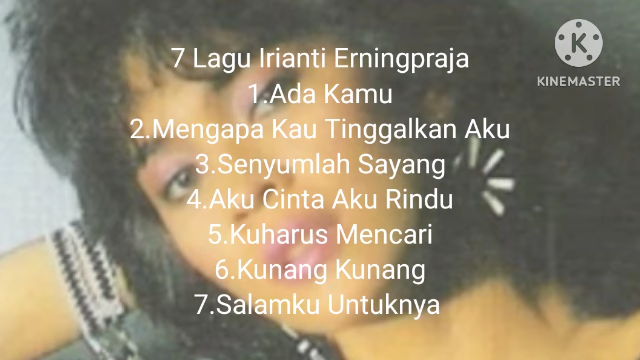 7 Lagu Irianti Erningpraja
1.Ada Kamu
2.Mengapa Kau Tinggalkan Aku
3.Senyumlah Sayang
4.Aku Cinta Aku Rindu
5.Kuharus Mencari
6.Kunang Kunang
7.Salamku Untuknya
K
KINEMASTER